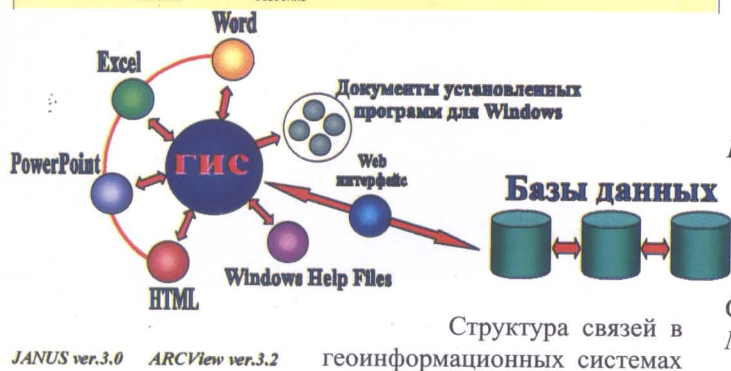 Word
Excel
Документы установленных
программ для Windows
PowerPoint
ГИС
Web
интерфейс
Базы данных
Windows Help Files
HTML
Структура связей в
JANUS ver.3.0 ARCView ver.3.2 геоинформационных системах